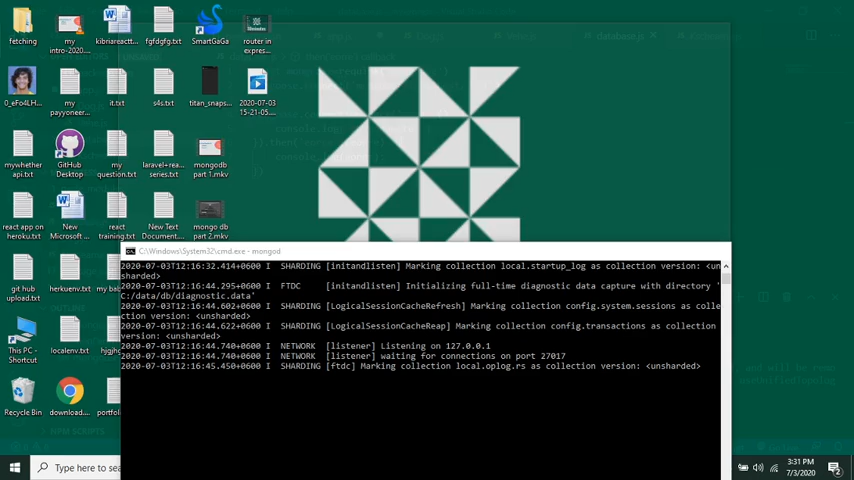 fetching
my
intro-2020...
kibriareactt...
fgfdgfg.txt
SmartGaGa
router in
expres...
database.js
0_eFo4LH...
my
payyoneer...
it.txt
s4s.txt
titan_snaps...
2020-07-03
15-21-05....
mywhether
api.txt
GitHub
Desktop
my
question.txt
laravel+rea...
series.txt
mongodb
part 1.mkv
react app on
heroku.txt
New
Microsoft ...
react
training.txt
New Text
Document...
mongo db
part 2.mkv
C:\Windows\System32\cmd.exe - mongod
2020-07-03T12:16:32.414+0600 I  SHARDING [initandlisten] Marking collection local.startup_log as collection version: <un
sharded>
2020-07-03T12:16:44.295+0600 I  FTDC     [initandlisten] Initializing full-time diagnostic data capture with directory '
C:/data/db/diagnostic.data'
2020-07-03T12:16:44.602+0600 I  SHARDING [LogicalSessionCacheRefresh] Marking collection config.system.sessions as colle
ction version: <unsharded>
2020-07-03T12:16:44.622+0600 I  SHARDING [LogicalSessionCacheReap] Marking collection config.transactions as collection
version: <unsharded>
2020-07-03T12:16:44.740+0600 I  NETWORK  [listener] Listening on 127.0.0.1
2020-07-03T12:16:44.740+0600 I  NETWORK  [listener] waiting for connections on port 27017
2020-07-03T12:16:45.450+0600 I  SHARDING [ftdc] Marking collection local.oplog.rs as collection version: <unsharded>
git hub
upload.txt
herkuenv.txt
my ba
This PC -
Shortcut
localenv.txt
hjgjhg
Recycle Bin
download....
portfolio
Type here to sea
3:31 PM
7/3/2020
2